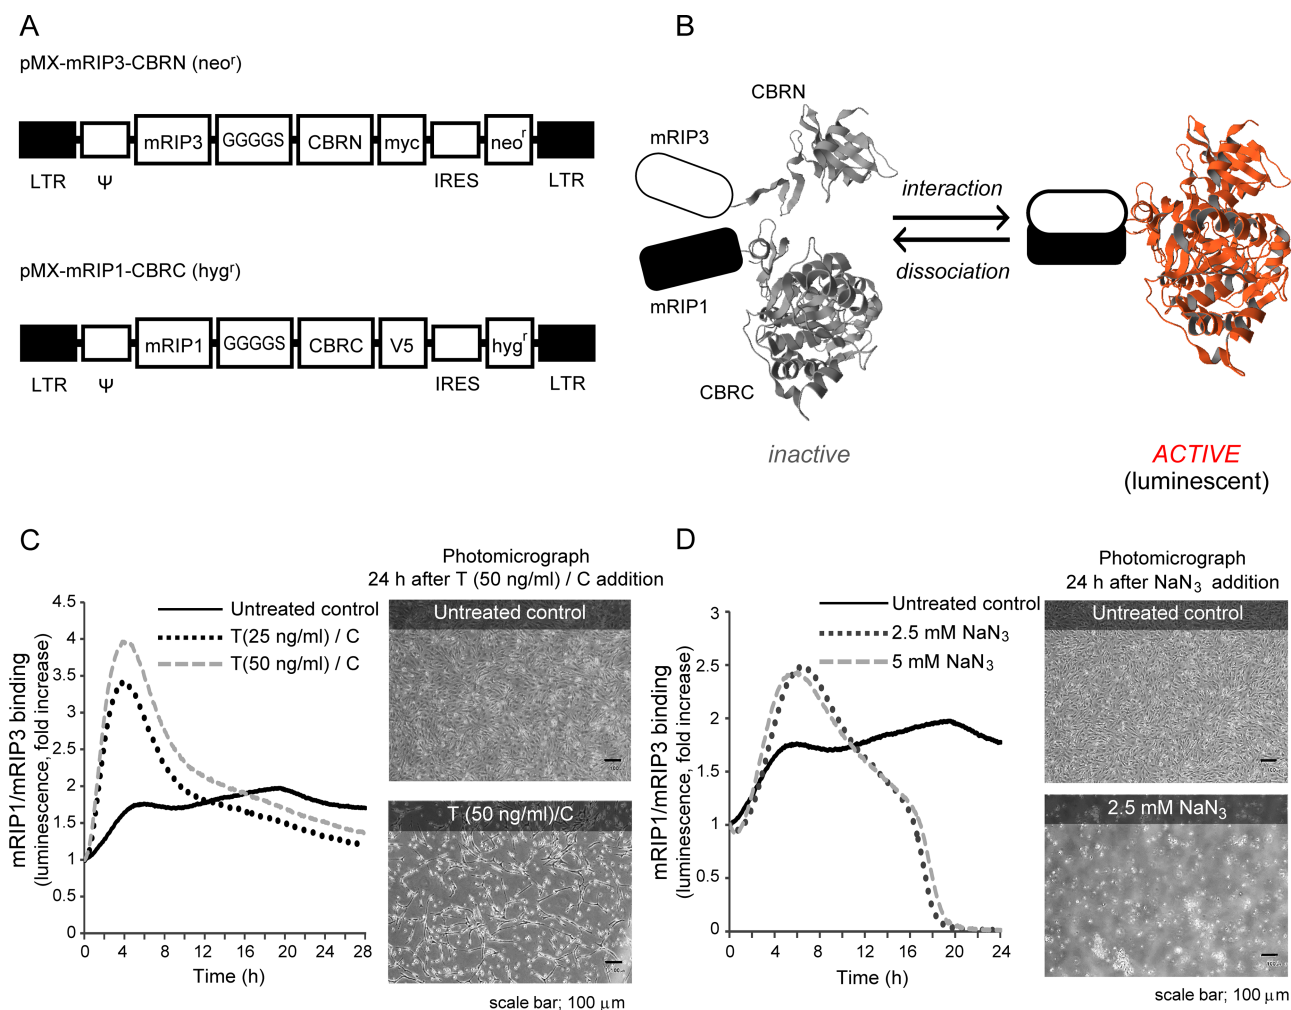 A
pMX-mRIP3-CBRN (neoʳ)
mRIP3 GGGGS CBRN myc neoʳ
LTR Ψ IRES LTR
pMX-mRIP1-CBRC (hygʳ)
mRIP1 GGGGS CBRC V5 hygʳ
LTR Ψ IRES LTR
B
CBRN
mRIP3
mRIP1
CBRC
interaction
dissociation
inactive
ACTIVE
(luminescent)
C
Untreated control
T(25 ng/ml) / C
T(50 ng/ml) / C
mRIP1/mRIP3 binding
(luminescence, fold increase)
4.5
4
3.5
3
2.5
2
1.5
1
0.5
0
0 4 8 12 16 20 24 28
Time (h)
Photomicrograph
24 h after T (50 ng/ml) / C addition
Untreated control
T (50 ng/ml)/C
scale bar; 100 μm
D
Untreated control
2.5 mM NaN₃
5 mM NaN₃
mRIP1/mRIP3 binding
(luminescence, fold increase)
3
2.5
2
1.5
1
0.5
0
0 4 8 12 16 20 24
Time (h)
Photomicrograph
24 h after NaN₃ addition
Untreated control
2.5 mM NaN₃
scale bar; 100 μm